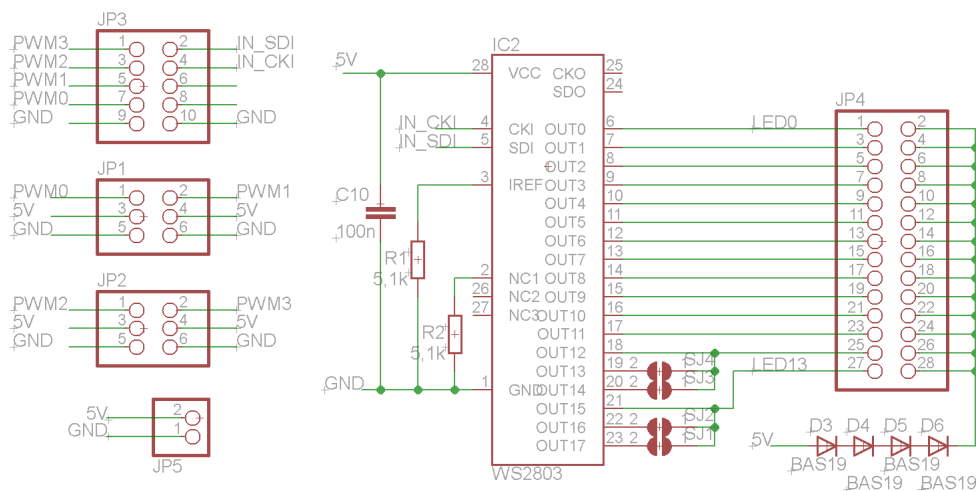 JP3
PWM3 1 2 IN_SDI
PWM2 3 4 IN_CKI
PWM1 5 6
PWM0 7 8
GND 9 10 GND
JP1
PWM0 1 2 PWM1
5V 3 4 5V
GND 5 6 GND
JP2
PWM2 1 2 PWM3
5V 3 4 5V
GND 5 6 GND
5V 2
GND 1
JP5
IC2
5V 28 VCC CKO 25
SDO 24
IN_CKI 4 CKI OUT0 6
IN_SDI 5 SDI OUT1 7
OUT2 8
3 IREF OUT3 9
OUT4 10
OUT5 11
OUT6 12
OUT7 13
2 NC1 OUT8 14
26 NC2 OUT9 15
27 NC3 OUT10 16
OUT11 17
OUT12 18
OUT13 19 2 1 SJ4
GND 1 GND OUT14 20 2 1 SJ3
OUT15 21
OUT16 22 2 1 SJ2
OUT17 23 2 1 SJ1
WS2803
C10
100n
R1
5,1k
R2
5,1k
JP4
LED0 1 2
3 4
5 6
7 8
9 10
11 12
13 14
15 16
17 18
19 20
21 22
23 24
25 26
LED13 27 28
5V D3 D4 D5 D6
BAS19 BAS19
BAS19 BAS19